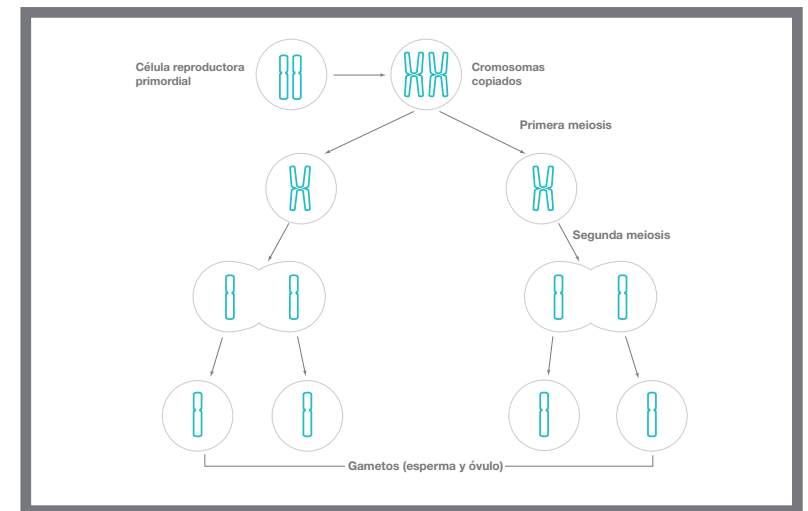 Célula reproductora
primordial
Cromosomas
copiados
Primera meiosis
Segunda meiosis
Gametos (esperma y óvulo)